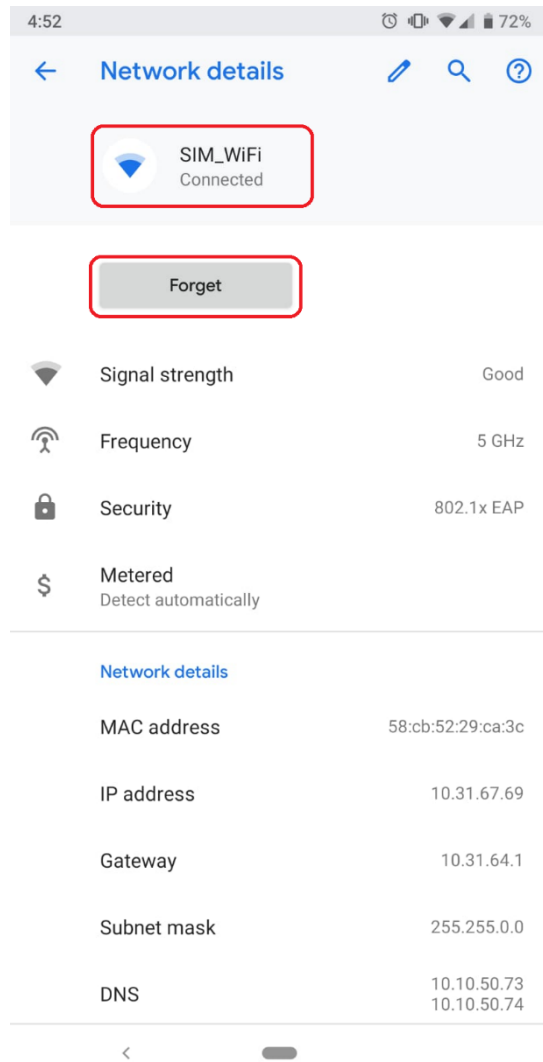 4:52 72%
Network details
SIM_WiFi
Connected
Forget
Signal strength Good
Frequency 5 GHz
Security 802.1x EAP
Metered
Detect automatically
Network details
MAC address 58:cb:52:29:ca:3c
IP address 10.31.67.69
Gateway 10.31.64.1
Subnet mask 255.255.0.0
DNS 10.10.50.73
10.10.50.74